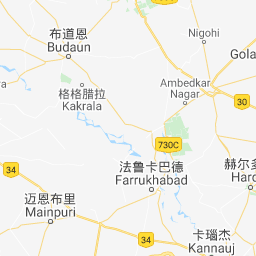 Nigohi
布道恩
Budaun
Gola
格格腊拉
Kakrala
Ambedkar
Nagar
30
730C
法鲁卡巴德
Farrukhabad
赫尔多
Hard
34
迈恩布里
Mainpuri
34
卡瑙杰
Kannauj